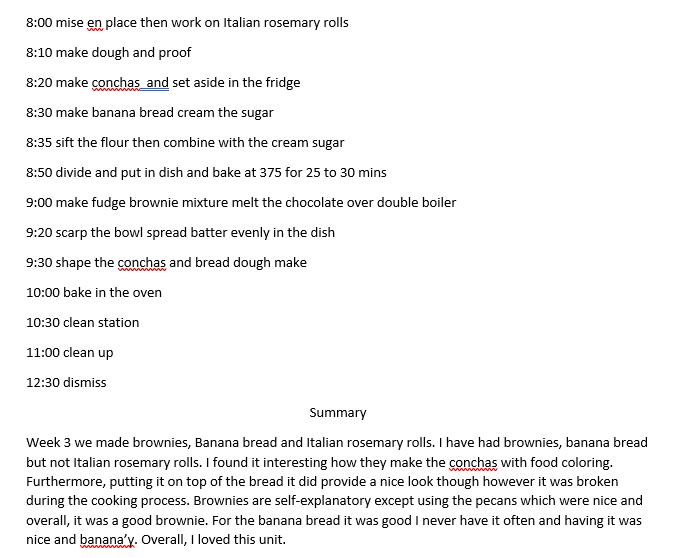 8:00 mise en place then work on Italian rosemary rolls
8:10 make dough and proof
8:20 make conchas  and set aside in the fridge
8:30 make banana bread cream the sugar
8:35 sift the flour then combine with the cream sugar
8:50 divide and put in dish and bake at 375 for 25 to 30 mins
9:00 make fudge brownie mixture melt the chocolate over double boiler
9:20 scarp the bowl spread batter evenly in the dish
9:30 shape the conchas and bread dough make
10:00 bake in the oven
10:30 clean station
11:00 clean up
12:30 dismiss
Summary
Week 3 we made brownies, Banana bread and Italian rosemary rolls. I have had brownies, banana bread
but not Italian rosemary rolls. I found it interesting how they make the conchas with food coloring.
Furthermore, putting it on top of the bread it did provide a nice look though however it was broken
during the cooking process. Brownies are self-explanatory except using the pecans which were nice and
overall, it was a good brownie. For the banana bread it was good I never have it often and having it was
nice and banana’y. Overall, I loved this unit.